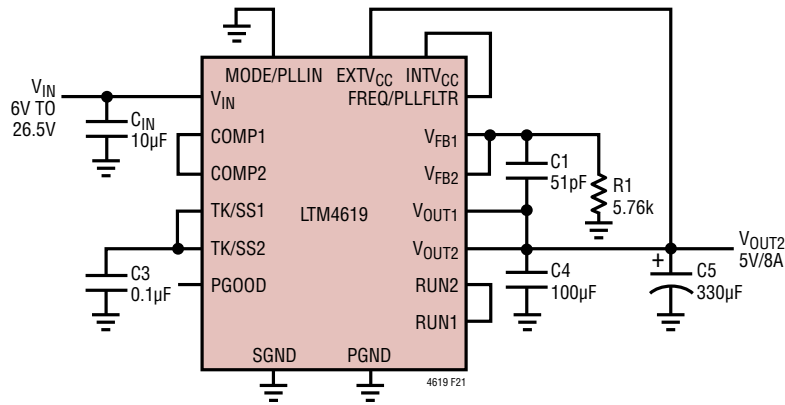 MODE/PLLIN EXTVCC INTVCC
VIN
6V TO
26.5V
VIN
FREQ/PLLFLTR
CIN
10µF
COMP1
COMP2
VFB1
VFB2
C1
51pF
R1
5.76k
TK/SS1
LTM4619
VOUT1
TK/SS2
VOUT2
VOUT2
5V/8A
C3
0.1µF
PGOOD
RUN2
RUN1
C4
100µF
+
C5
330µF
SGND
PGND
4619 F21